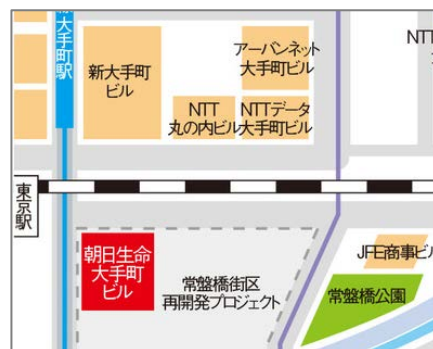 大手町駅
新大手町
ビル
アーバンネット
大手町ビル
NTT
丸の内ビル
NTTデータ
大手町ビル
NTT
東京駅
朝日生命
大手町
ビル
常盤橋街区
再開発プロジェクト
JFE商事ビ
常盤橋公園